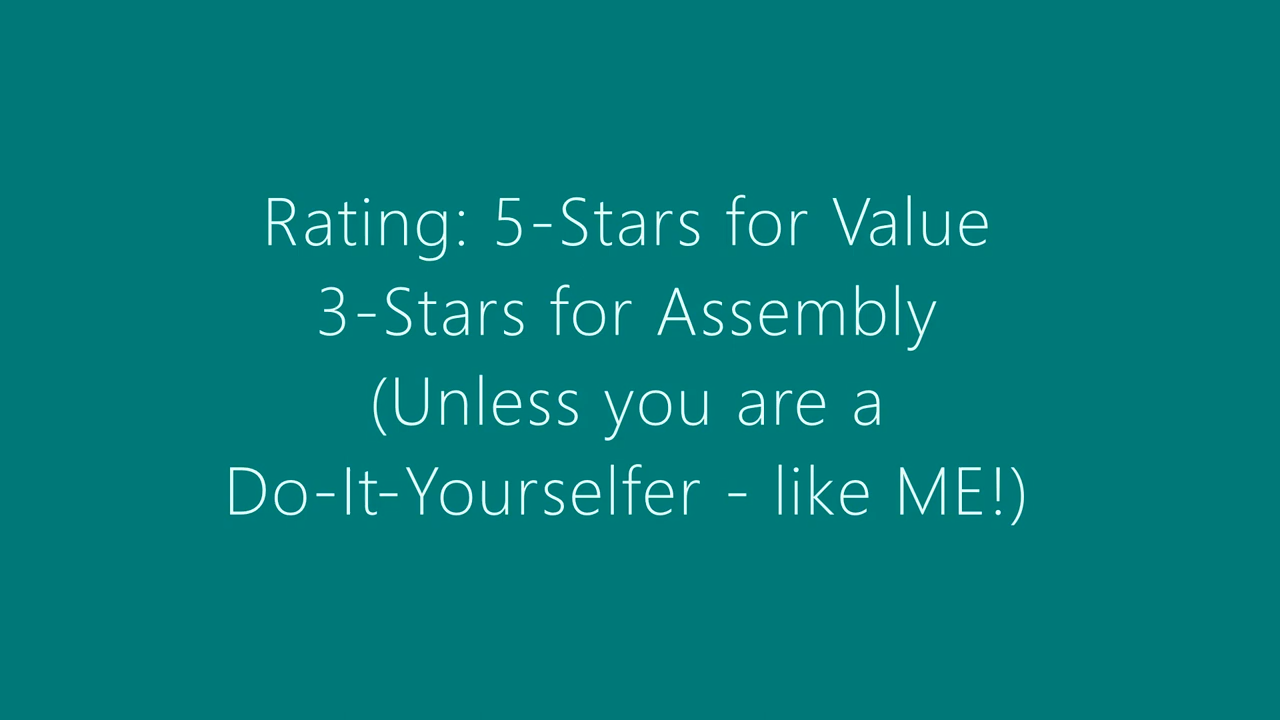 Rating: 5-Stars for Value
3-Stars for Assembly
(Unless you are a
Do-It-Yourselfer - like ME!)